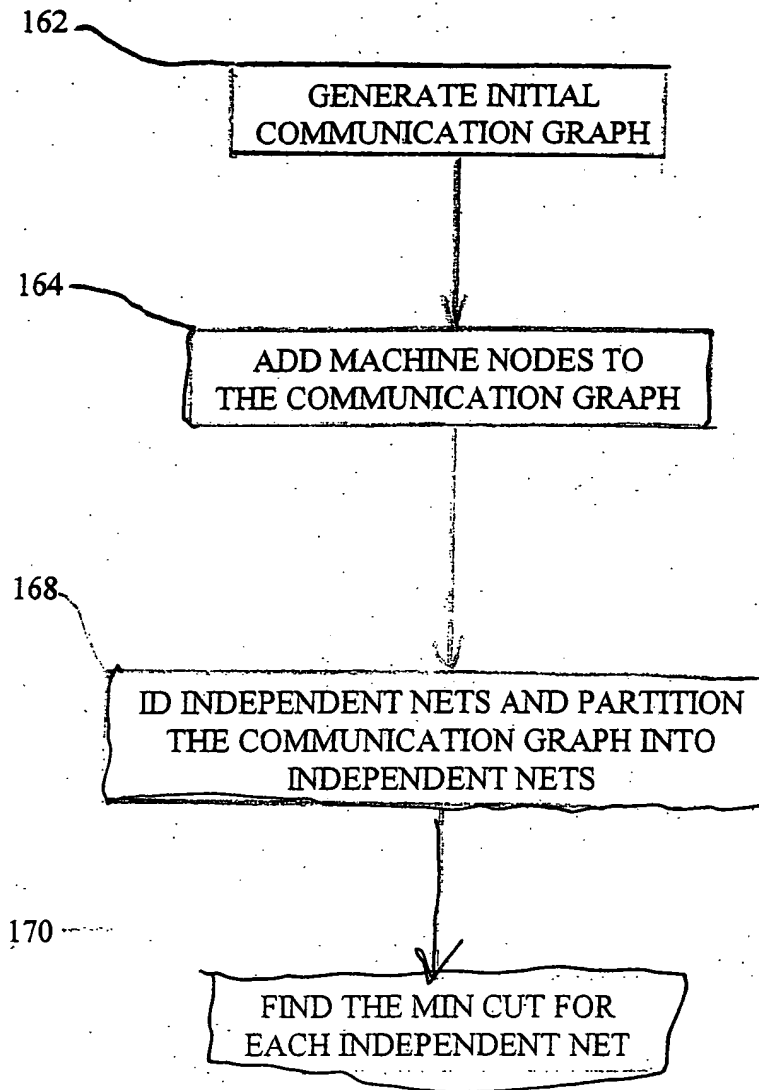 162
GENERATE INITIAL
COMMUNICATION GRAPH
164
ADD MACHINE NODES TO
THE COMMUNICATION GRAPH
168
ID INDEPENDENT NETS AND PARTITION
THE COMMUNICATION GRAPH INTO
INDEPENDENT NETS
170
FIND THE MIN CUT FOR
EACH INDEPENDENT NET